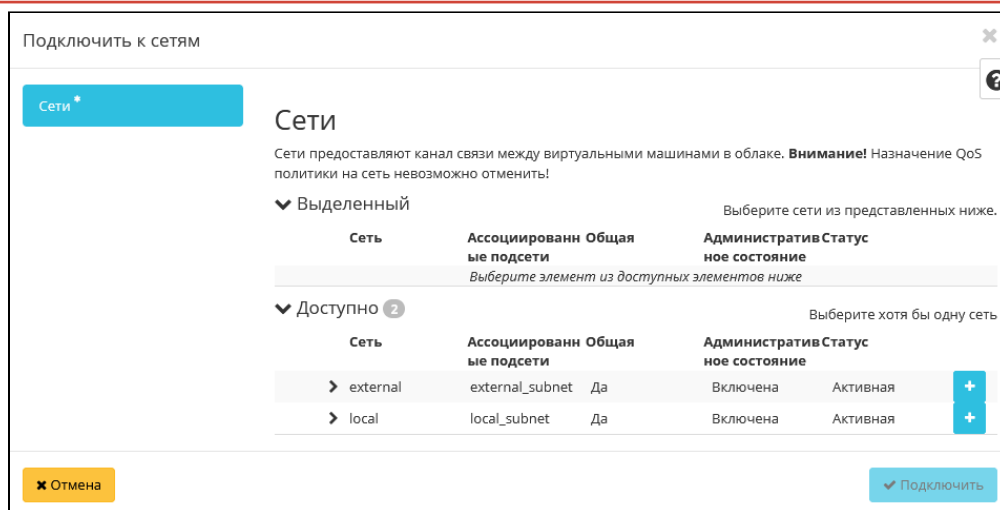 Подключить к сетям
Сети *
Сети
Сети предоставляют канал связи между виртуальными машинами в облаке. Внимание! Назначение QoS
политики на сеть невозможно отменить!
Выделенный
Выберите сети из представленных ниже.
Сеть Ассоциированн Общая Административ Статус
ые подсети ное состояние
Выберите элемент из доступных элементов ниже
Доступно 2
Выберите хотя бы одну сеть
Сеть Ассоциированн Общая Административ Статус
ые подсети ное состояние
external external_subnet Да Включена Активная +
local local_subnet Да Включена Активная +
Отмена Подключить